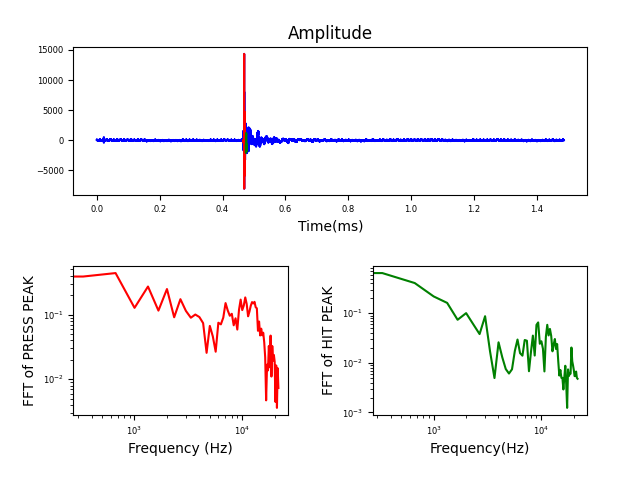 Amplitude
15000
10000
5000
0
−5000
0.0 0.2 0.4 0.6 0.8 1.0 1.2 1.4
Time(ms)
FFT of PRESS PEAK
10⁻¹
10⁻²
10³ 10⁴
Frequency (Hz)
FFT of HIT PEAK
10⁻¹
10⁻²
10⁻³
10³ 10⁴
Frequency(Hz)